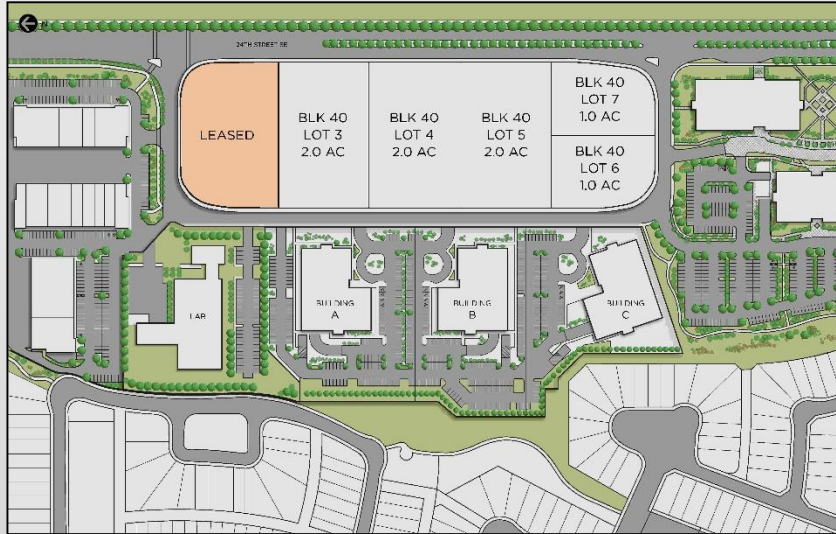 N
24TH STREET SE
LEASED
BLK 40
LOT 3
2.0 AC
BLK 40
LOT 4
2.0 AC
BLK 40
LOT 5
2.0 AC
BLK 40
LOT 7
1.0 AC
BLK 40
LOT 6
1.0 AC
LAB
BUILDING
A
BUILDING
B
BUILDING
C